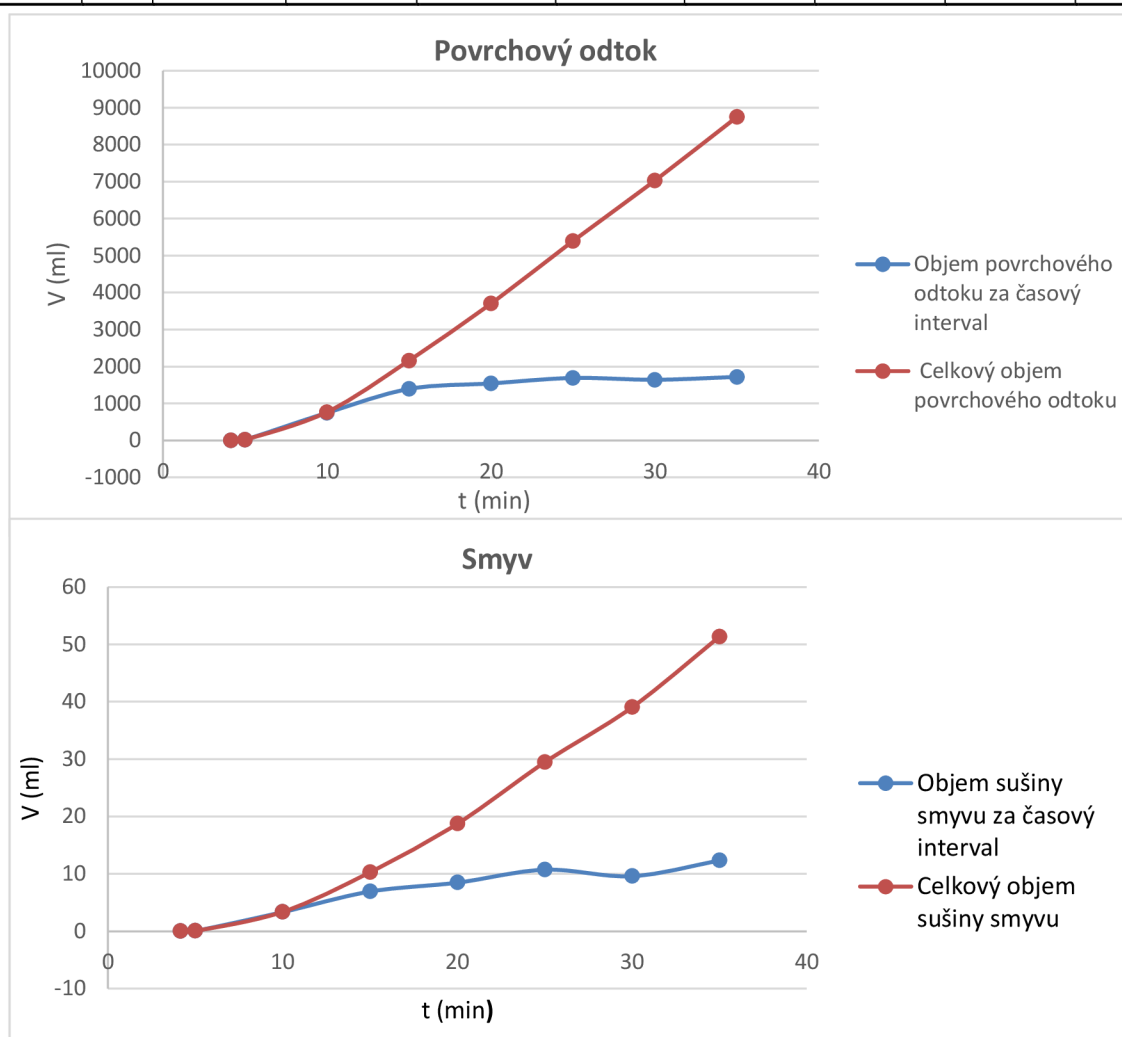 Povrchový odtok
10000
9000
8000
7000
6000
5000
4000
3000
2000
1000
0
-1000
V (ml)
0 10 20 30 40
t (min)
Objem povrchového
odtoku za časový
interval
Celkový objem
povrchového odtoku
Smyv
60
50
40
30
20
10
0
-10
V (ml)
0 10 20 30 40
t (min)
Objem sušiny
smyvu za časový
interval
Celkový objem
sušiny smyvu